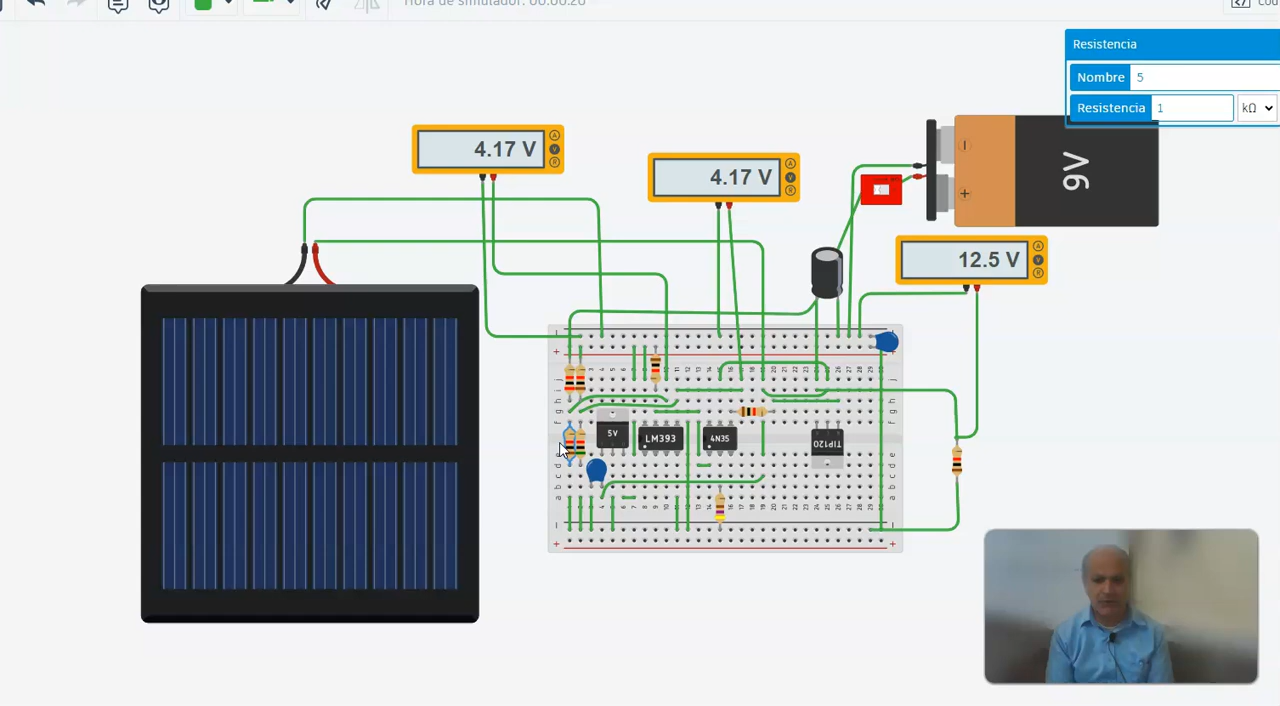 Hora de simulador: 00:00:20
Resistencia
Nombre 5
Resistencia 1 kΩ
4.17 V
A
V
R
4.17 V
A
V
R
9V
12.5 V
A
V
R
5V
LM393
4N35
TIP120